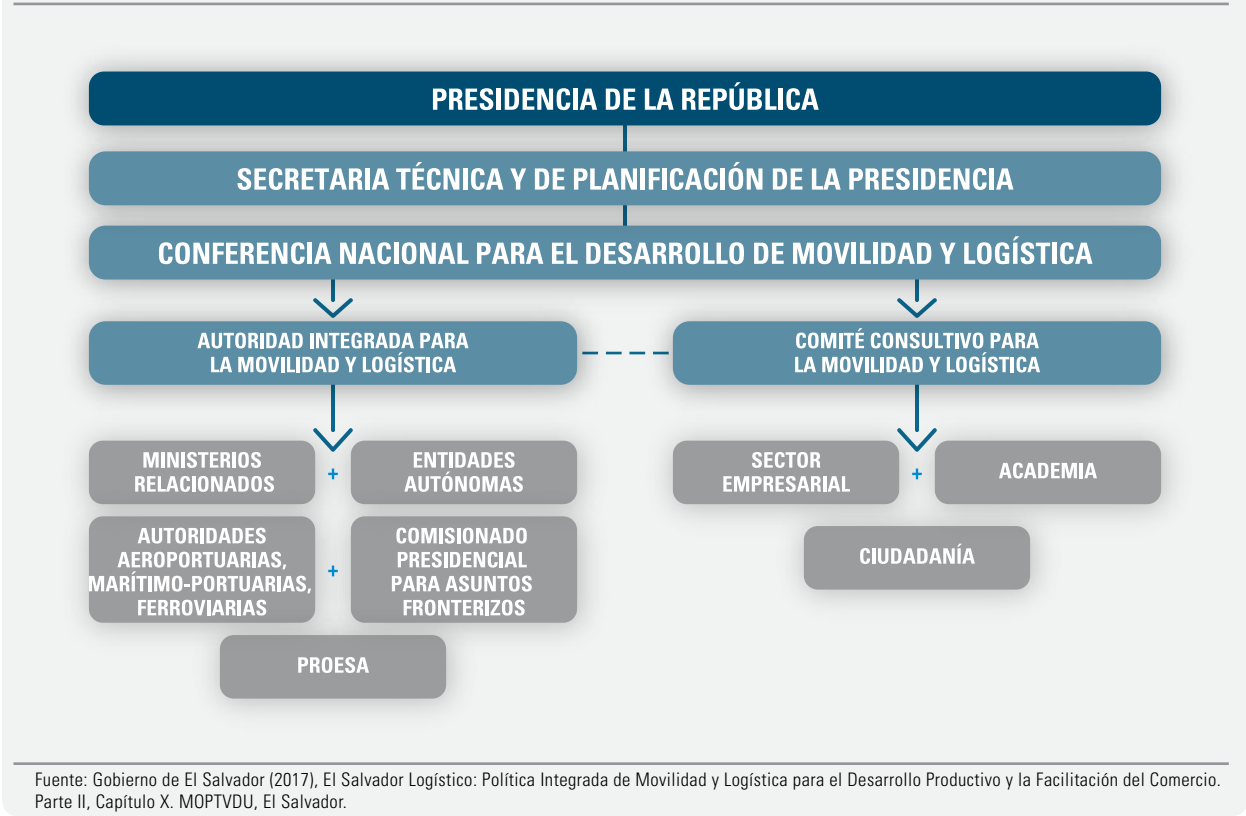 PRESIDENCIA DE LA REPÚBLICA
SECRETARIA TÉCNICA Y DE PLANIFICACIÓN DE LA PRESIDENCIA
CONFERENCIA NACIONAL PARA EL DESARROLLO DE MOVILIDAD Y LOGÍSTICA
AUTORIDAD INTEGRADA PARA
LA MOVILIDAD Y LOGÍSTICA
COMITÉ CONSULTIVO PARA
LA MOVILIDAD Y LOGÍSTICA
MINISTERIOS
RELACIONADOS
+
ENTIDADES
AUTÓNOMAS
AUTORIDADES
AEROPORTUARIAS,
MARÍTIMO-PORTUARIAS,
FERROVIARIAS
+
COMISIONADO
PRESIDENCIAL
PARA ASUNTOS
FRONTERIZOS
PROESA
SECTOR
EMPRESARIAL
+
ACADEMIA
CIUDADANÍA
Fuente: Gobierno de El Salvador (2017), El Salvador Logístico: Política Integrada de Movilidad y Logística para el Desarrollo Productivo y la Facilitación del Comercio.
Parte II, Capítulo X. MOPTVDU, El Salvador.